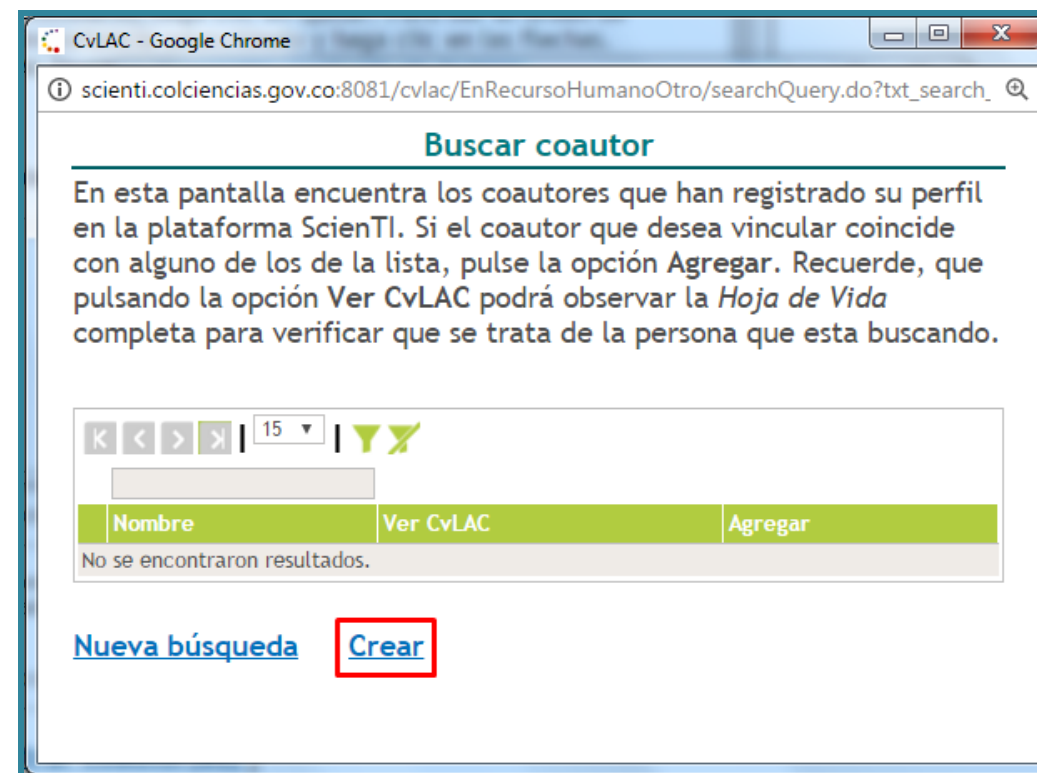 CvLAC - Google Chrome
scienti.colciencias.gov.co:8081/cvlac/EnRecursoHumanoOtro/searchQuery.do?txt_search_
Buscar coautor
En esta pantalla encuentra los coautores que han registrado su perfil
en la plataforma ScienTI. Si el coautor que desea vincular coincide
con alguno de los de la lista, pulse la opción Agregar. Recuerde, que
pulsando la opción Ver CvLAC podrá observar la Hoja de Vida
completa para verificar que se trata de la persona que esta buscando.
15
Nombre Ver CvLAC Agregar
No se encontraron resultados.
Nueva búsqueda Crear